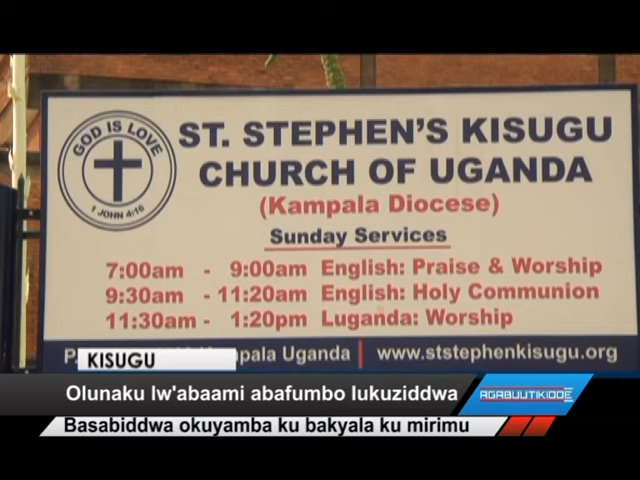 GOD IS LOVE
1 JOHN 4:16
ST. STEPHEN'S KISUGU
CHURCH OF UGANDA
(Kampala Diocese)
Sunday Services
7:00am - 9:00am English: Praise & Worship
9:30am - 11:20am English: Holy Communion
11:30am - 1:20pm Luganda: Worship
Kampala Uganda | www.ststephenkisugu.org
KISUGU
Olunaku lw'abaami abafumbo lukuziddwa
AGABUUTIKIDDE
Basabiddwa okuyamba ku bakyala ku mirimu